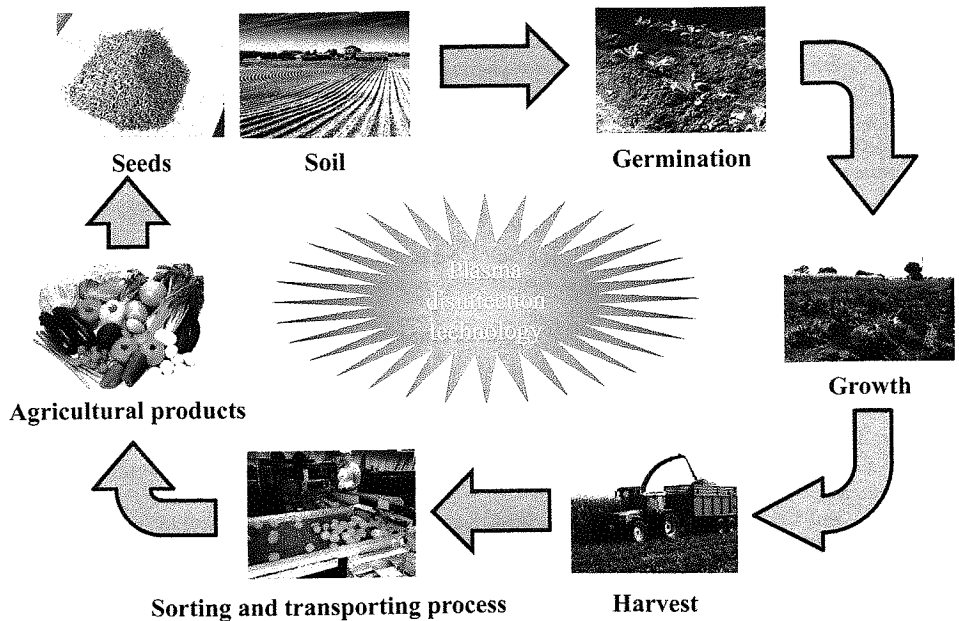 Seeds
Soil
Germination
Plasma
disinfection
technology
Growth
Agricultural products
Sorting and transporting process
Harvest